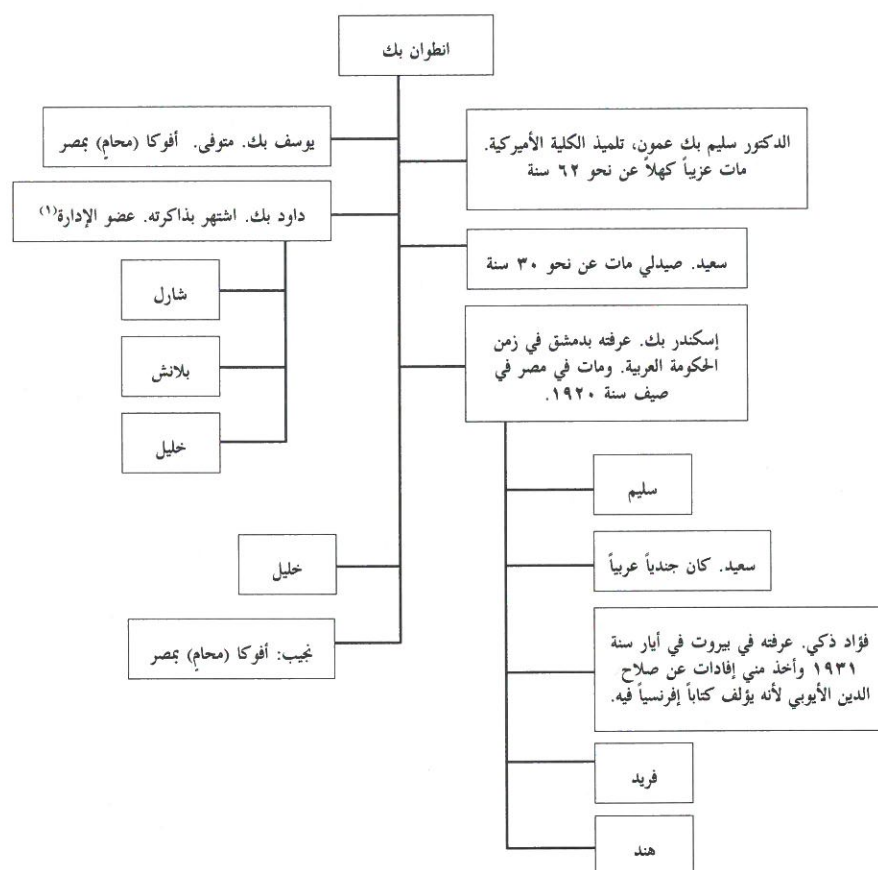 انطوان بك
الدكتور سليم بك عمون، تلميذ الكلية الأميركية.
مات عزيباً كهلاً عن نحو ٦٢ سنة
يوسف بك. متوفى. أفوكا (محامٍ) بمصر
داود بك. اشتهر بذاكرته. عضو الإدارة(١)
سعيد. صيدلي مات عن نحو ٣٠ سنة
شارل
بلانش
خليل
إسكندر بك. عرفته بدمشق في زمن
الحكومة العربية. ومات في مصر في
صيف سنة ١٩٢٠.
سليم
سعيد. كان جندياً عربياً
فؤاد ذكي. عرفته في بيروت في أيار سنة
١٩٣١ وأخذ مني إفادات عن صلاح
الدين الأيوبي لأنه يؤلف كتاباً إفرنسياً فيه.
فريد
هند
خليل
نجيب: أفوكا (محامٍ) بمصر